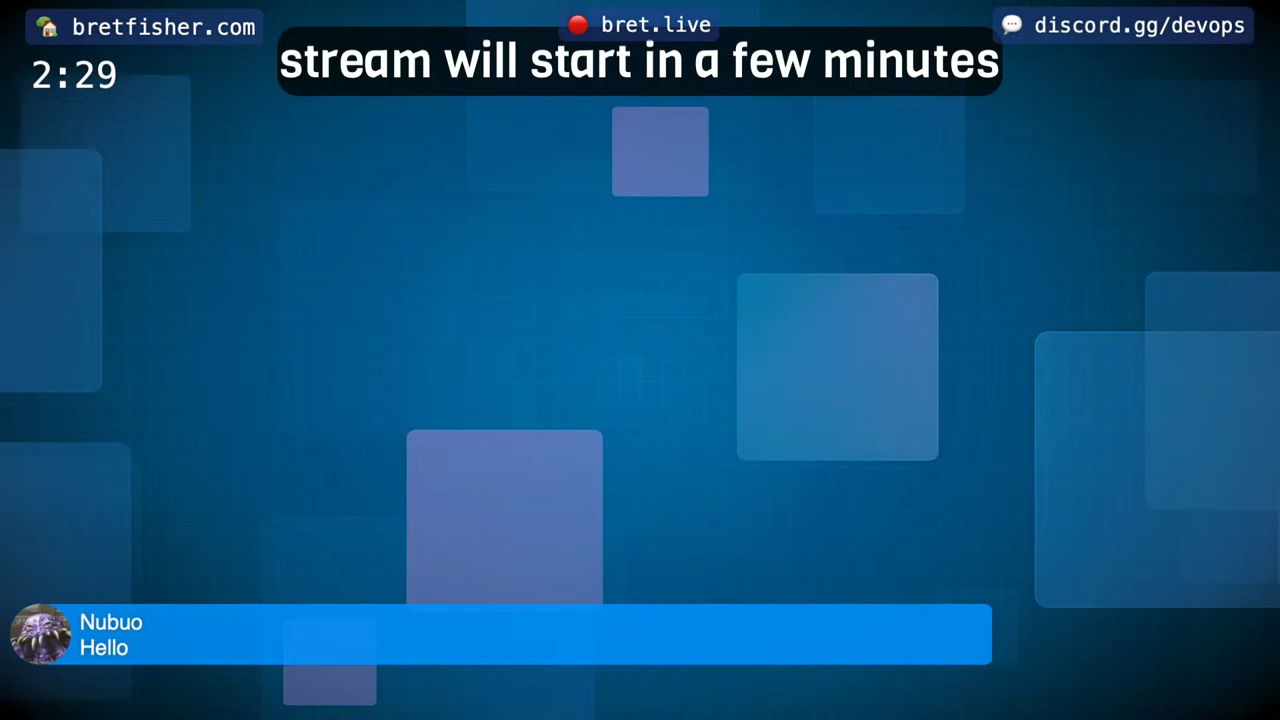 bretfisher.com
bret.live
discord.gg/devops
stream will start in a few minutes
2:29
Nubuo
Hello